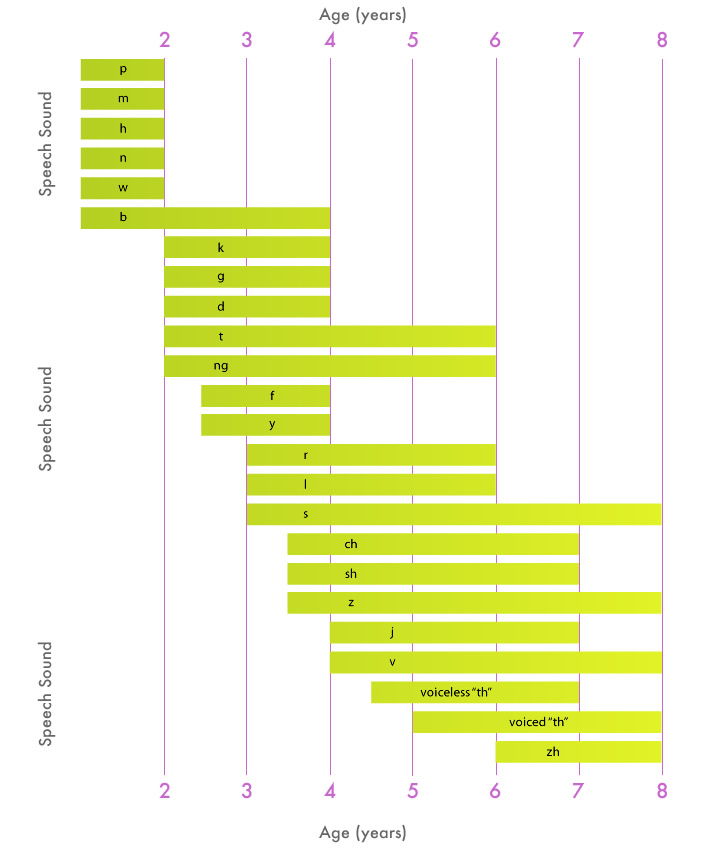 Age (years)
2 3 4 5 6 7 8
Speech Sound
p
m
h
n
w
b
k
g
d
t
ng
Speech Sound
f
y
r
l
s
ch
sh
z
j
v
Speech Sound
voiceless “th”
voiced “th”
zh
2 3 4 5 6 7 8
Age (years)